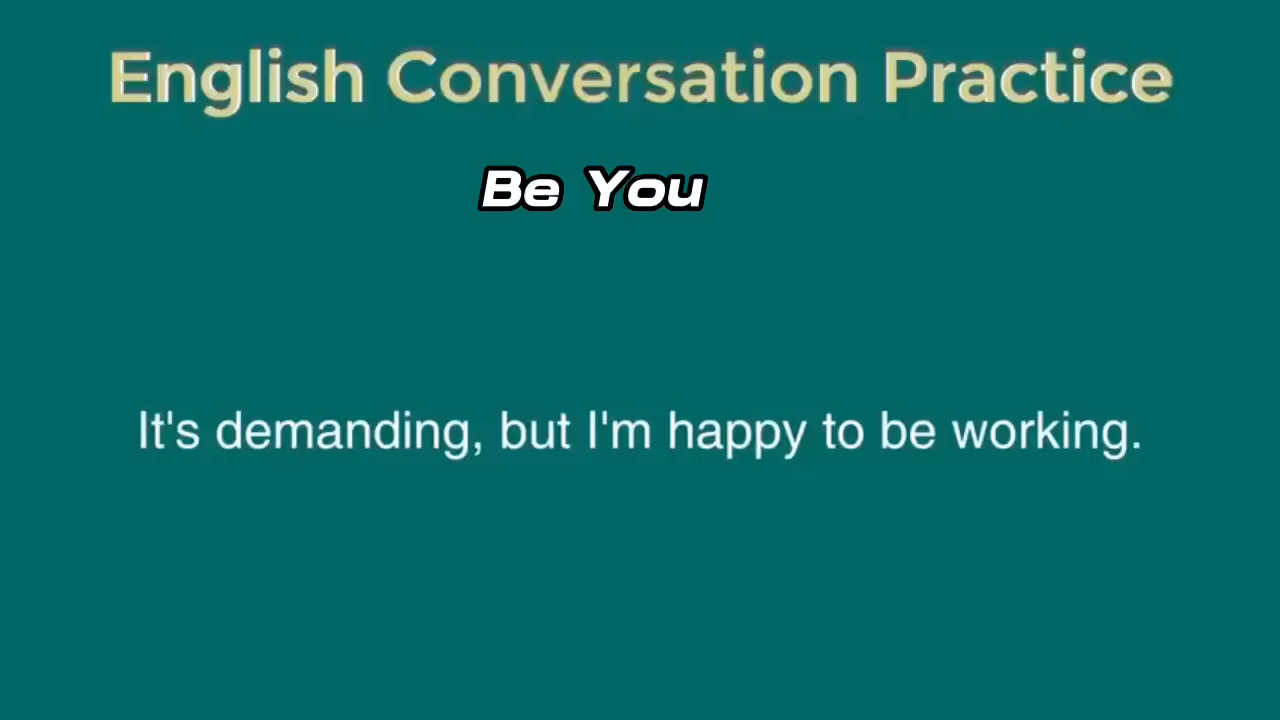 English Conversation Practice
Be You
It's demanding, but I'm happy to be working.